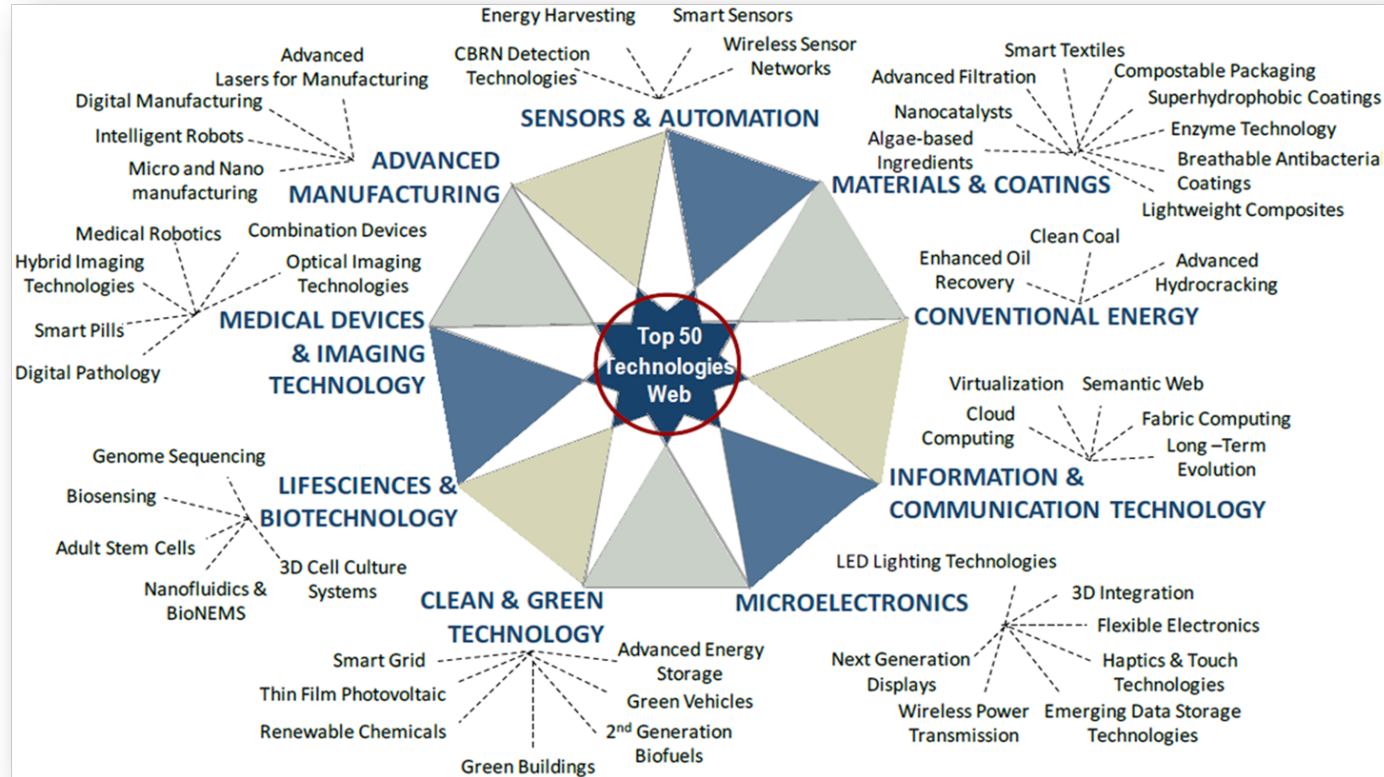 Energy Harvesting
Smart Sensors
CBRN Detection
Technologies
Wireless Sensor
Networks
SENSORS & AUTOMATION
Smart Textiles
Advanced Filtration
Compostable Packaging
Nanocatalysts
Superhydrophobic Coatings
Algae-based
Ingredients
Enzyme Technology
Breathable Antibacterial
Coatings
Lightweight Composites
MATERIALS & COATINGS
Clean Coal
Enhanced Oil
Recovery
Advanced
Hydrocracking
CONVENTIONAL ENERGY
Virtualization
Semantic Web
Cloud
Computing
Fabric Computing
Long –Term
Evolution
INFORMATION &
COMMUNICATION TECHNOLOGY
LED Lighting Technologies
3D Integration
Flexible Electronics
Next Generation
Displays
Haptics & Touch
Technologies
Wireless Power
Transmission
Emerging Data Storage
Technologies
MICROELECTRONICS
CLEAN & GREEN
TECHNOLOGY
Smart Grid
Advanced Energy
Storage
Thin Film Photovoltaic
Green Vehicles
Renewable Chemicals
2nd Generation
Biofuels
Green Buildings
Genome Sequencing
Biosensing
Adult Stem Cells
Nanofluidics &
BioNEMS
3D Cell Culture
Systems
LIFESCIENCES &
BIOTECHNOLOGY
Medical Robotics
Combination Devices
Hybrid Imaging
Technologies
Optical Imaging
Technologies
Smart Pills
Digital Pathology
MEDICAL DEVICES
& IMAGING
TECHNOLOGY
Advanced
Lasers for Manufacturing
Digital Manufacturing
Intelligent Robots
Micro and Nano
manufacturing
ADVANCED
MANUFACTURING
Top 50
Technologies
Web